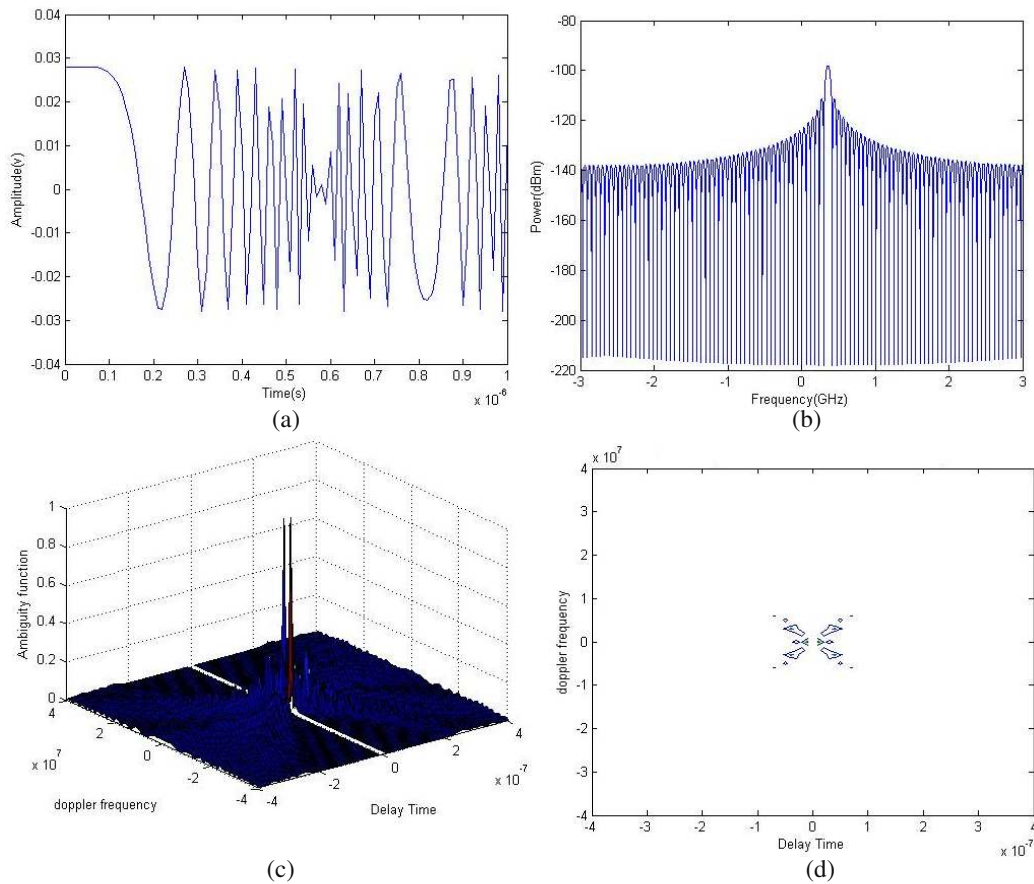 0.04
0.03
0.02
0.01
0
-0.01
-0.02
-0.03
-0.04
Amplitude(v)
0 0.1 0.2 0.3 0.4 0.5 0.6 0.7 0.8 0.9 1
Time(s)
x 10^-6
(a)
-80
-100
-120
-140
-160
-180
-200
-220
Power(dBm)
-3 -2 -1 0 1 2 3
Frequency(GHz)
(b)
1
0.8
0.6
0.4
0.2
0
Ambiguity function
4 2 0 -2 -4
x 10^7
doppler frequency
-4 -2 0 2 4
x 10^-7
Delay Time
(c)
x 10^7
4
3
2
1
0
-1
-2
-3
-4
doppler frequency
-4 -3 -2 -1 0 1 2 3 4
Delay Time
x 10^-7
(d)